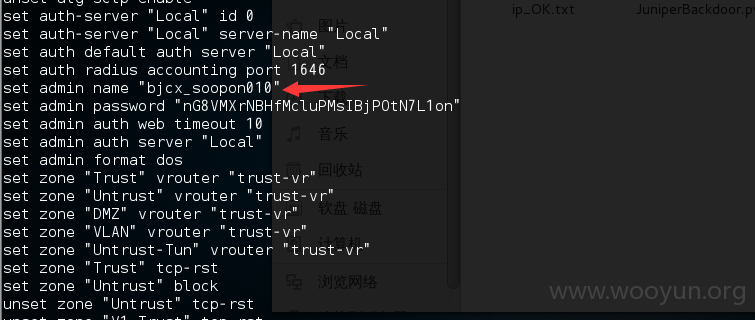 unset alg sctp enable
set auth-server "Local" id 0
set auth-server "Local" server-name "Local"
set auth default auth server "Local"
set auth radius accounting port 1646
set admin name "bjcx_soopon010"
set admin password "nG8VMXrNBHfMcluPMsIBjPOtN7L1on"
set admin auth web timeout 10
set admin auth server "Local"
set admin format dos
set zone "Trust" vrouter "trust-vr"
set zone "Untrust" vrouter "trust-vr"
set zone "DMZ" vrouter "trust-vr"
set zone "VLAN" vrouter "trust-vr"
set zone "Untrust-Tun" vrouter "trust-vr"
set zone "Trust" tcp-rst
set zone "Untrust" block
unset zone "Untrust" tcp-rst
unset zone "V1-Trust" tcp-rst
图片
文档
下载
音乐
回收站
软盘 磁盘
计算机
浏览网络
ip_OK.txt
JuniperBackdoor.py
www.wooyun.org